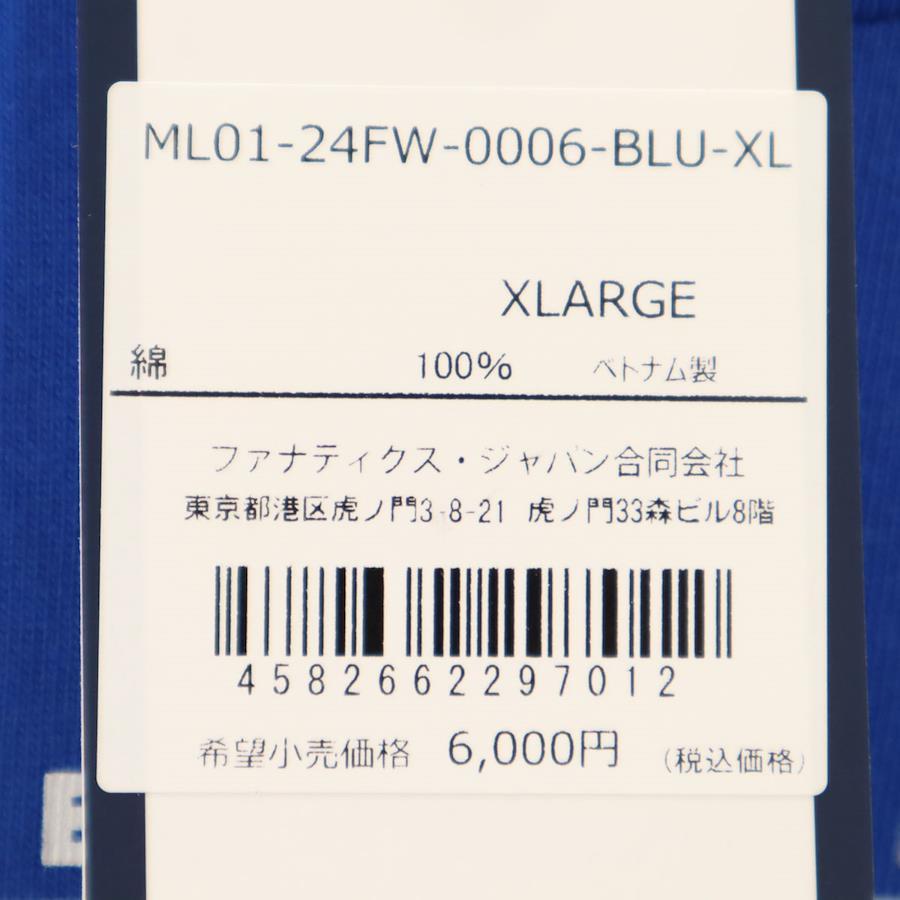 ML01-24FW-0006-BLU-XL
XLARGE
綿 100% ベトナム製
ファナティクス・ジャパン合同会社
東京都港区虎ノ門3-8-21 虎ノ門33森ビル8階
4582662297012
希望小売価格 6,000円 (税込価格)